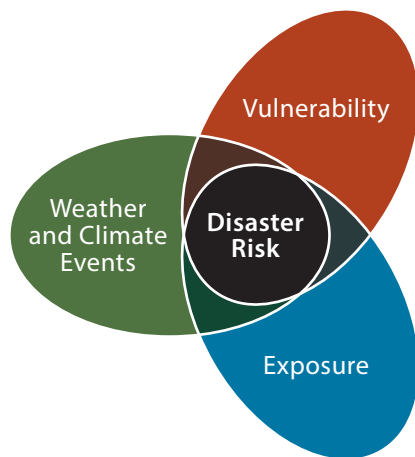 Vulnerability
Weather
and Climate
Events
Disaster
Risk
Exposure